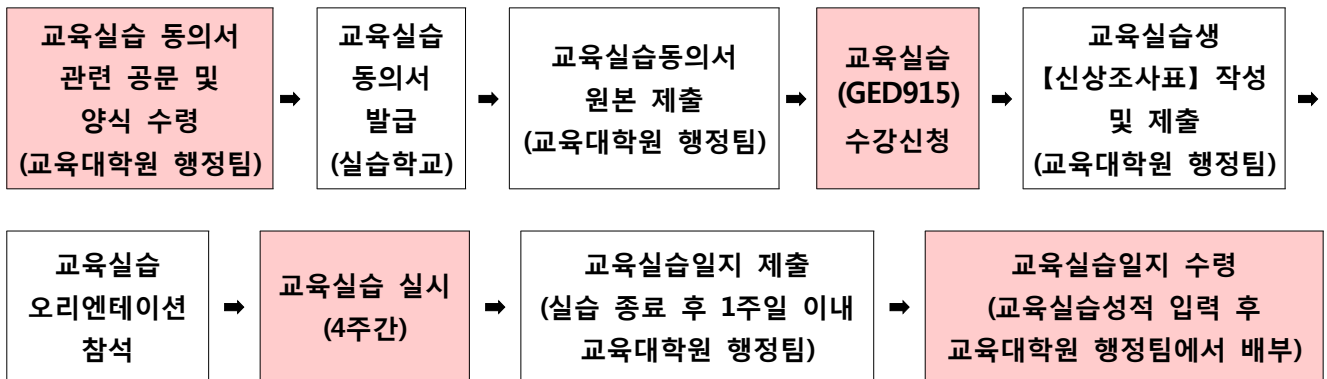 교육실습 동의서
관련 공문 및
양식 수령
(교육대학원 행정팀)
➡
교육실습
동의서
발급
(실습학교)
➡
교육실습동의서
원본 제출
(교육대학원 행정팀)
➡
교육실습
(GED915)
수강신청
➡
교육실습생
【신상조사표】 작성
및 제출
(교육대학원 행정팀)
➡
교육실습
오리엔테이션
참석
➡
교육실습 실시
(4주간)
➡
교육실습일지 제출
(실습 종료 후 1주일 이내
교육대학원 행정팀)
➡
교육실습일지 수령
(교육실습성적 입력 후
교육대학원 행정팀에서 배부)